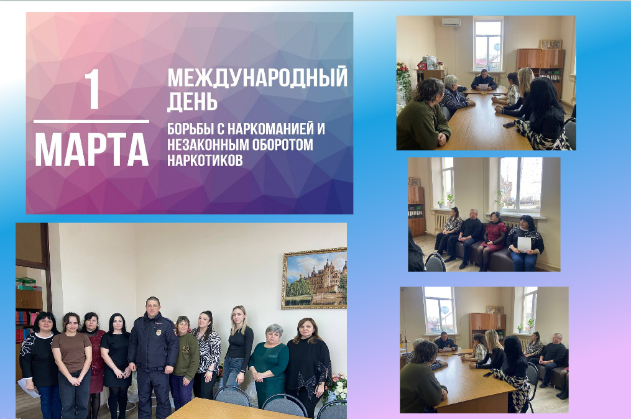 1
МАРТА
МЕЖДУНАРОДНЫЙ
ДЕНЬ
БОРЬБЫ С НАРКОМАНИЕЙ И
НЕЗАКОННЫМ ОБОРОТОМ
НАРКОТИКОВ